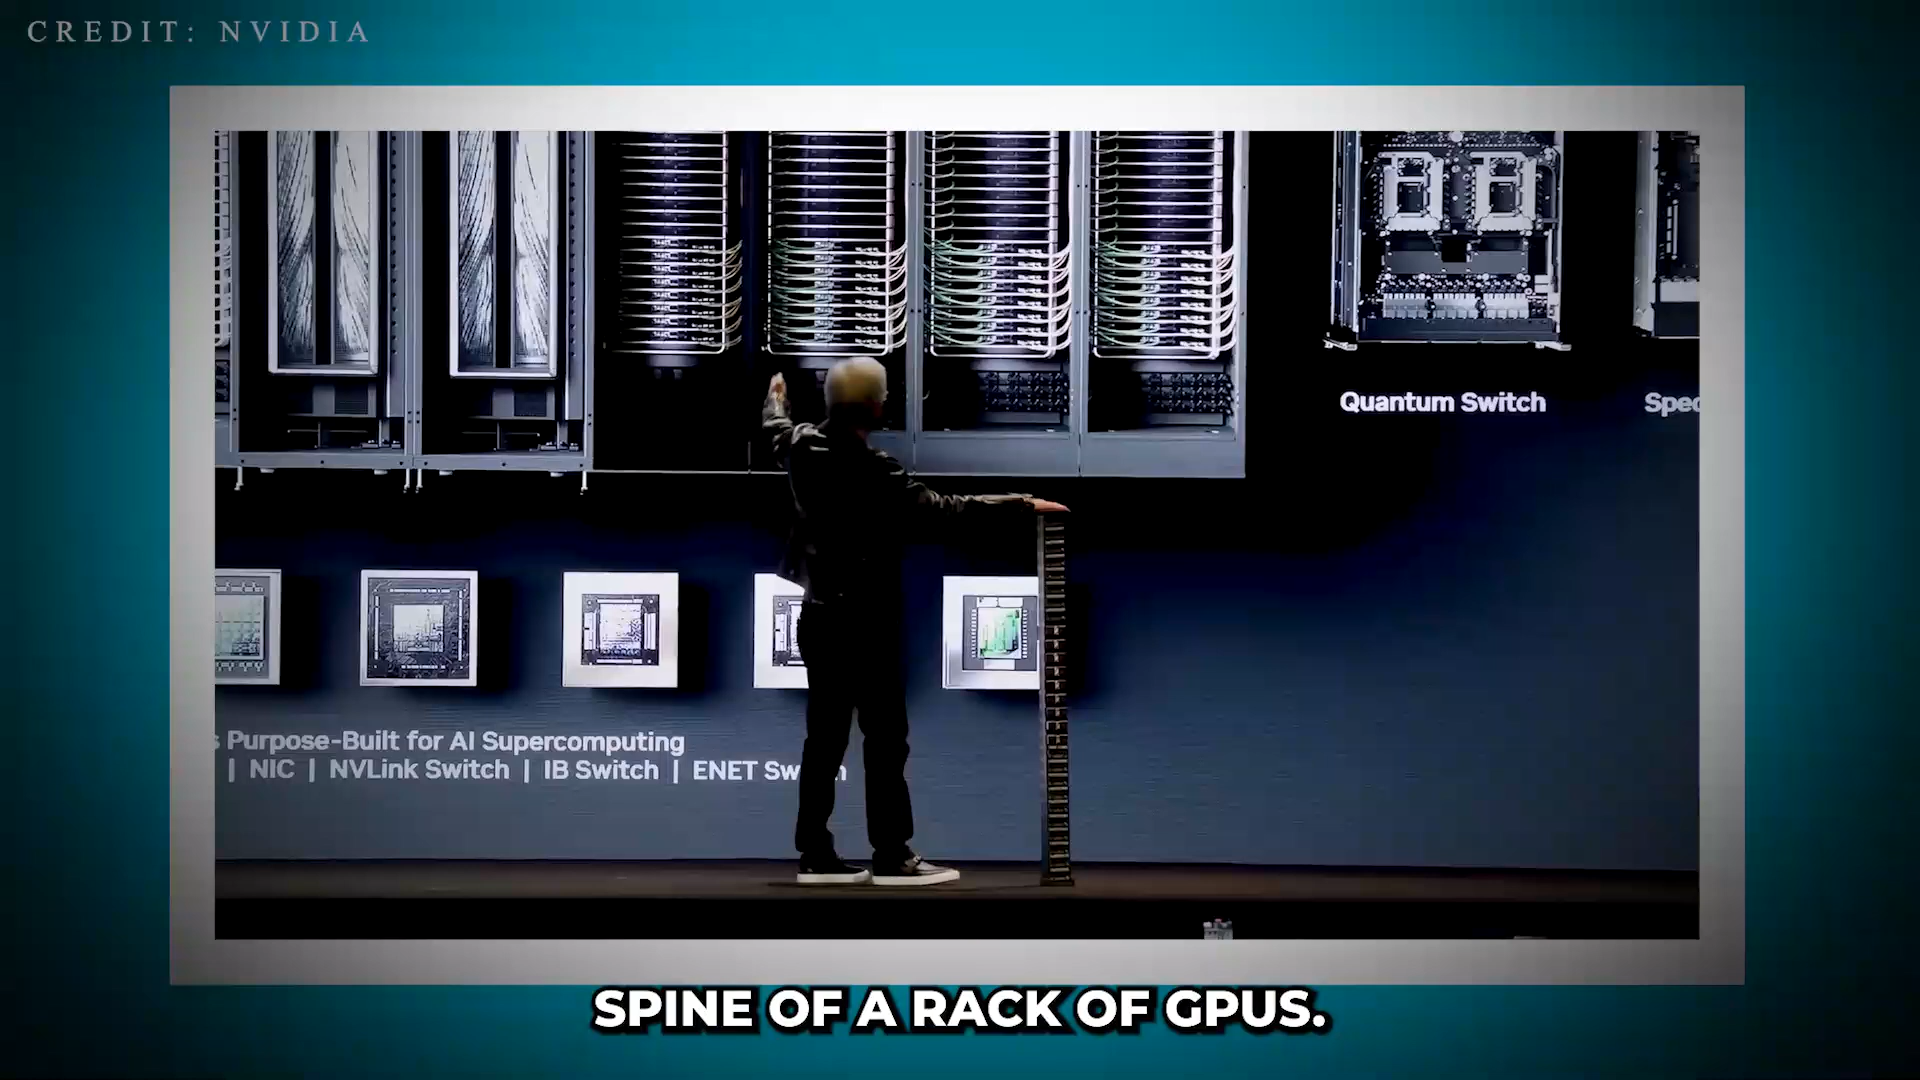 CREDIT: NVIDIA
Quantum Switch
Purpose-Built for AI Supercomputing
| NIC | NVLink Switch | IB Switch | ENET
SPINE OF A RACK OF GPUS.